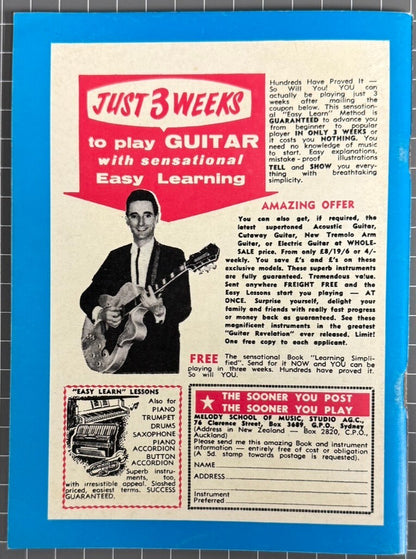 JUST 3 WEEKS
to play GUITAR
with sensational
Easy Learning
Hundreds Have Proved It —
So Will You! YOU can
actually be playing just 3
weeks after mailing the
coupon below. This sensation-
al "Easy Learn" Method is
GUARANTEED to advance you
from beginner to popular
player IN ONLY 3 WEEKS or
it costs you NOTHING. You
need no knowledge of music
to start. Easy explanations,
mistake-proof illustrations
TELL and SHOW you every-
thing with breathtaking
simplicity.
AMAZING OFFER
You can also get, if required, the
latest supertoned Acoustic Guitar,
Cutaway Guitar, New Tremolo Arm
Guitar, or Electric Guitar at WHOLE-
SALE price. From only £8/19/6 or 4/-
weekly. You save £'s and £'s on these
exclusive models. These superb instruments
are fully guaranteed. Tremendous value.
Sent anywhere FREIGHT FREE and the
Easy Lessons start you playing — AT
ONCE. Surprise yourself, delight your
family and friends with really fast progress
or money back as guaranteed. See these
magnificent instruments in the greatest
"Guitar Revelation" ever released. Limit!
One free copy to each applicant.
FREE The sensational Book "Learning Simpli-
fied". Send for it NOW and YOU can be
playing in three weeks. Hundreds have proved it.
So will YOU.
"EASY LEARN" LESSONS
Also for
PIANO
TRUMPET
DRUMS
SAXOPHONE
PIANO
ACCORDION
BUTTON
ACCORDION
Superb instru-
ments, too,
with irresistible appeal. Slashed
priced, easiest terms. SUCCESS
GUARANTEED.
THE SOONER YOU POST
THE SOONER YOU PLAY
MELODY SCHOOL OF MUSIC, STUDIO AG.C.,
76 Clarence Street, Box 3689, G.P.O., Sydney
(Address in New Zealand — Box 2820, C.P.O.,
Auckland)
Please send me this amazing Book and instrument
information — entirely free of cost or obligation
(A 5d. stamp towards postage is requested).
NAME
ADDRESS
Instrument
Preferred